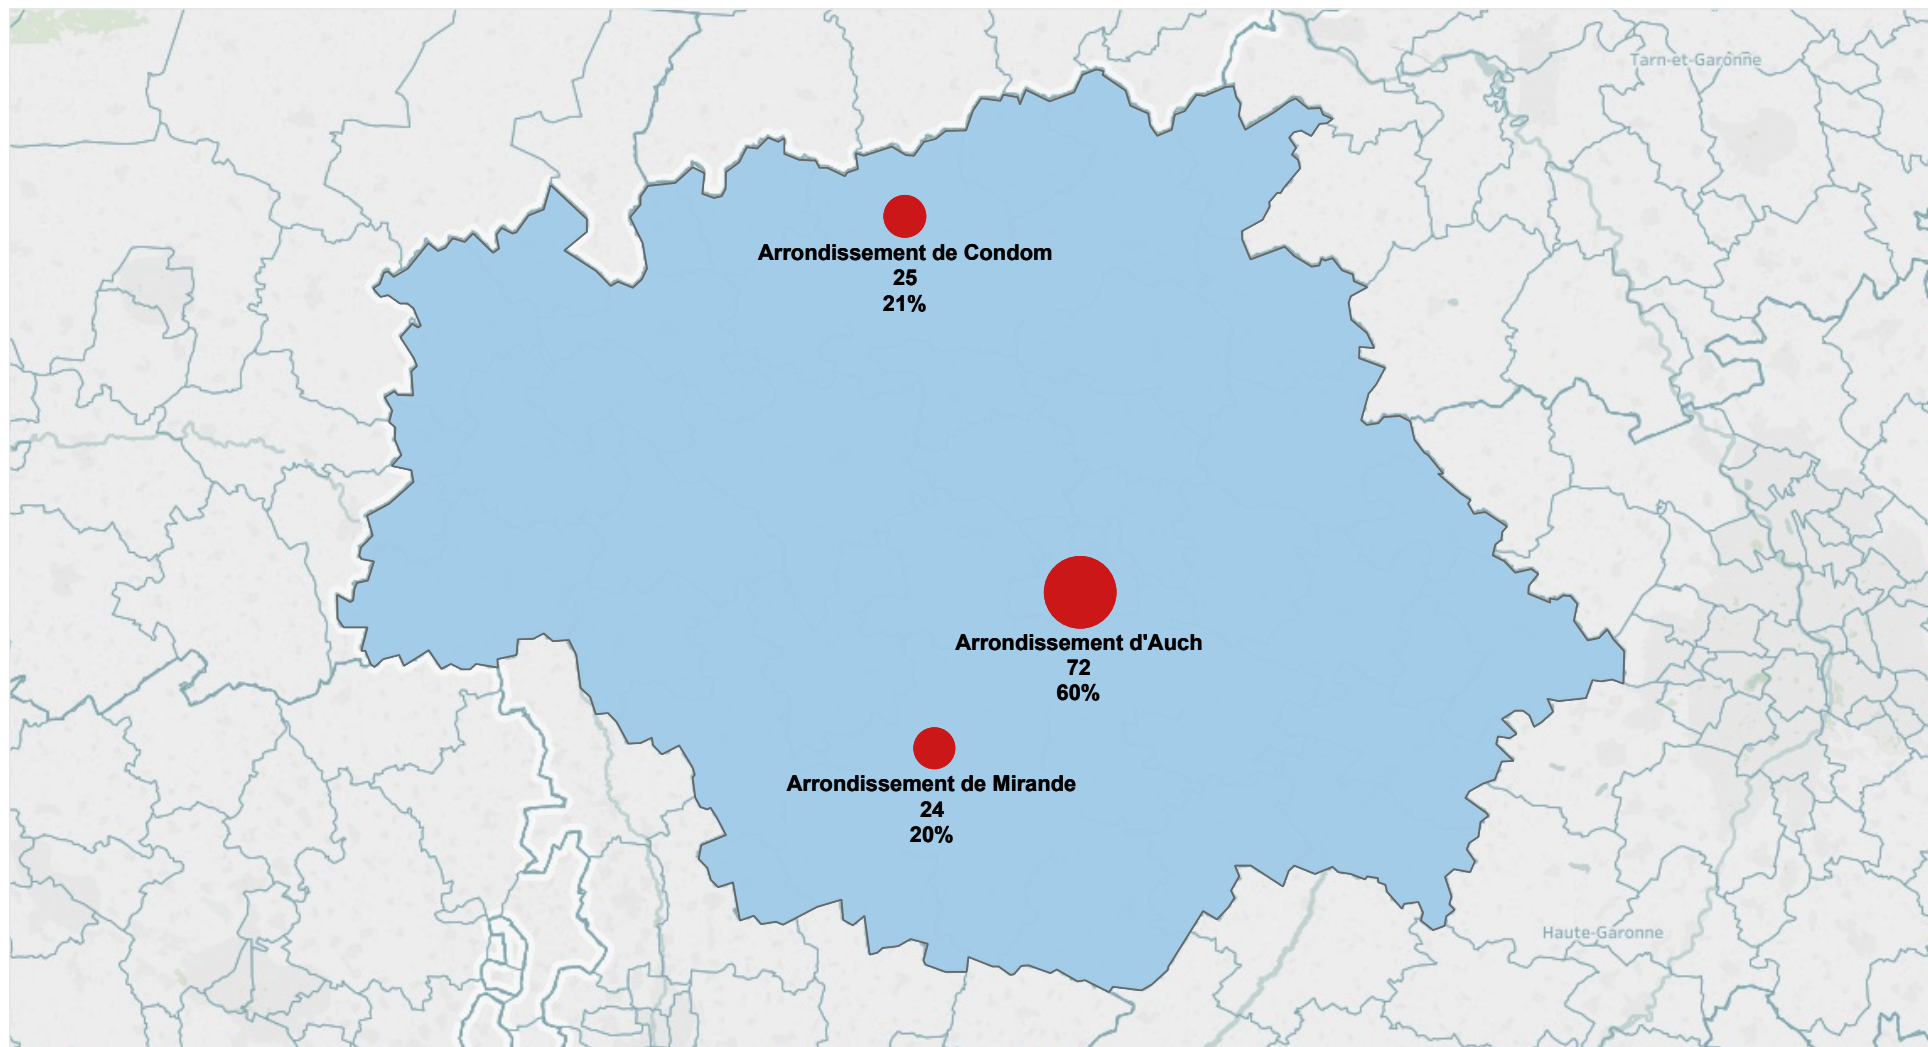 Tarn-et-Garonne
Arrondissement de Condom
25
21%
Arrondissement d'Auch
72
60%
Arrondissement de Mirande
24
20%
Haute-Garonne